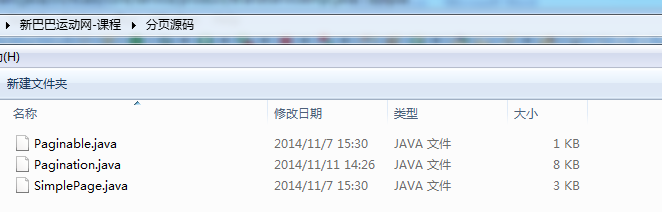 新巴巴运动网-课程 分页源码
(H)
新建文件夹
名称 修改日期 类型 大小
Paginable.java 2014/11/7 15:30 JAVA 文件 1 KB
Pagination.java 2014/11/11 14:26 JAVA 文件 8 KB
SimplePage.java 2014/11/7 15:30 JAVA 文件 3 KB